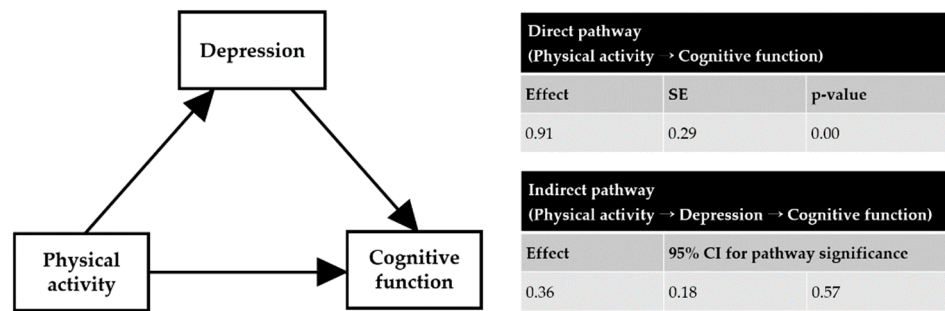 Depression
Physical
activity
Cognitive
function
Direct pathway
(Physical activity → Cognitive function)
Effect SE p-value
0.91 0.29 0.00
Indirect pathway
(Physical activity → Depression → Cognitive function)
Effect 95% CI for pathway significance
0.36 0.18 0.57